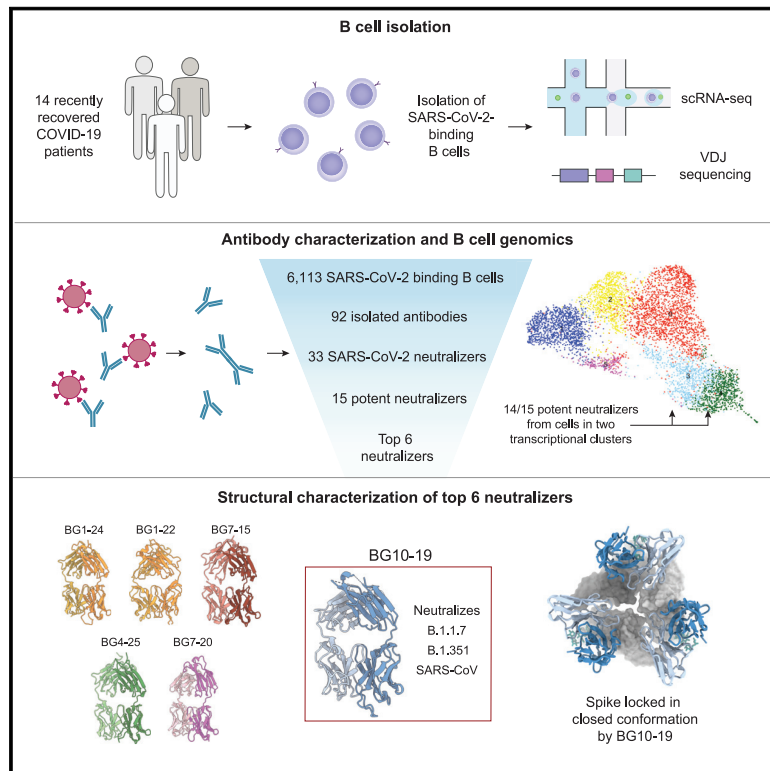 B cell isolation
14 recently
recovered
COVID-19
patients
Isolation of
SARS-CoV-2-
binding
B cells
scRNA-seq
VDJ
sequencing
Antibody characterization and B cell genomics
6,113 SARS-CoV-2 binding B cells
92 isolated antibodies
33 SARS-CoV-2 neutralizers
15 potent neutralizers
Top 6
neutralizers
2
14/15 potent neutralizers
from cells in two
transcriptional clusters
Structural characterization of top 6 neutralizers
BG1-24
BG1-22
BG7-15
BG4-25
BG7-20
BG10-19
Neutralizes
B.1.1.7
B.1.351
SARS-CoV
Spike locked in
closed conformation
by BG10-19